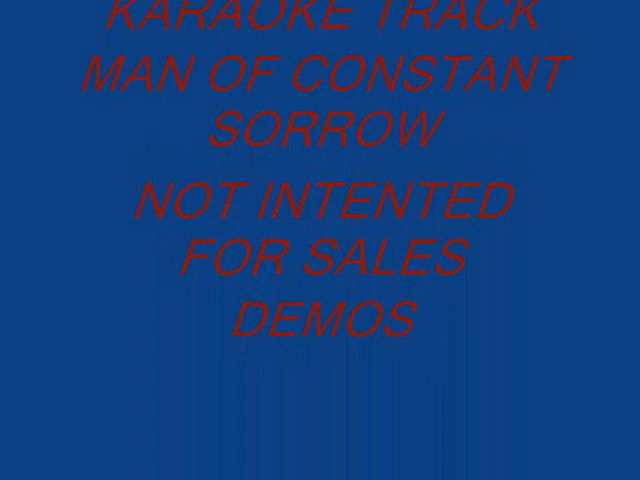 KARAOKE TRACK
MAN OF CONSTANT
SORROW
NOT INTENTED
FOR SALES
DEMOS